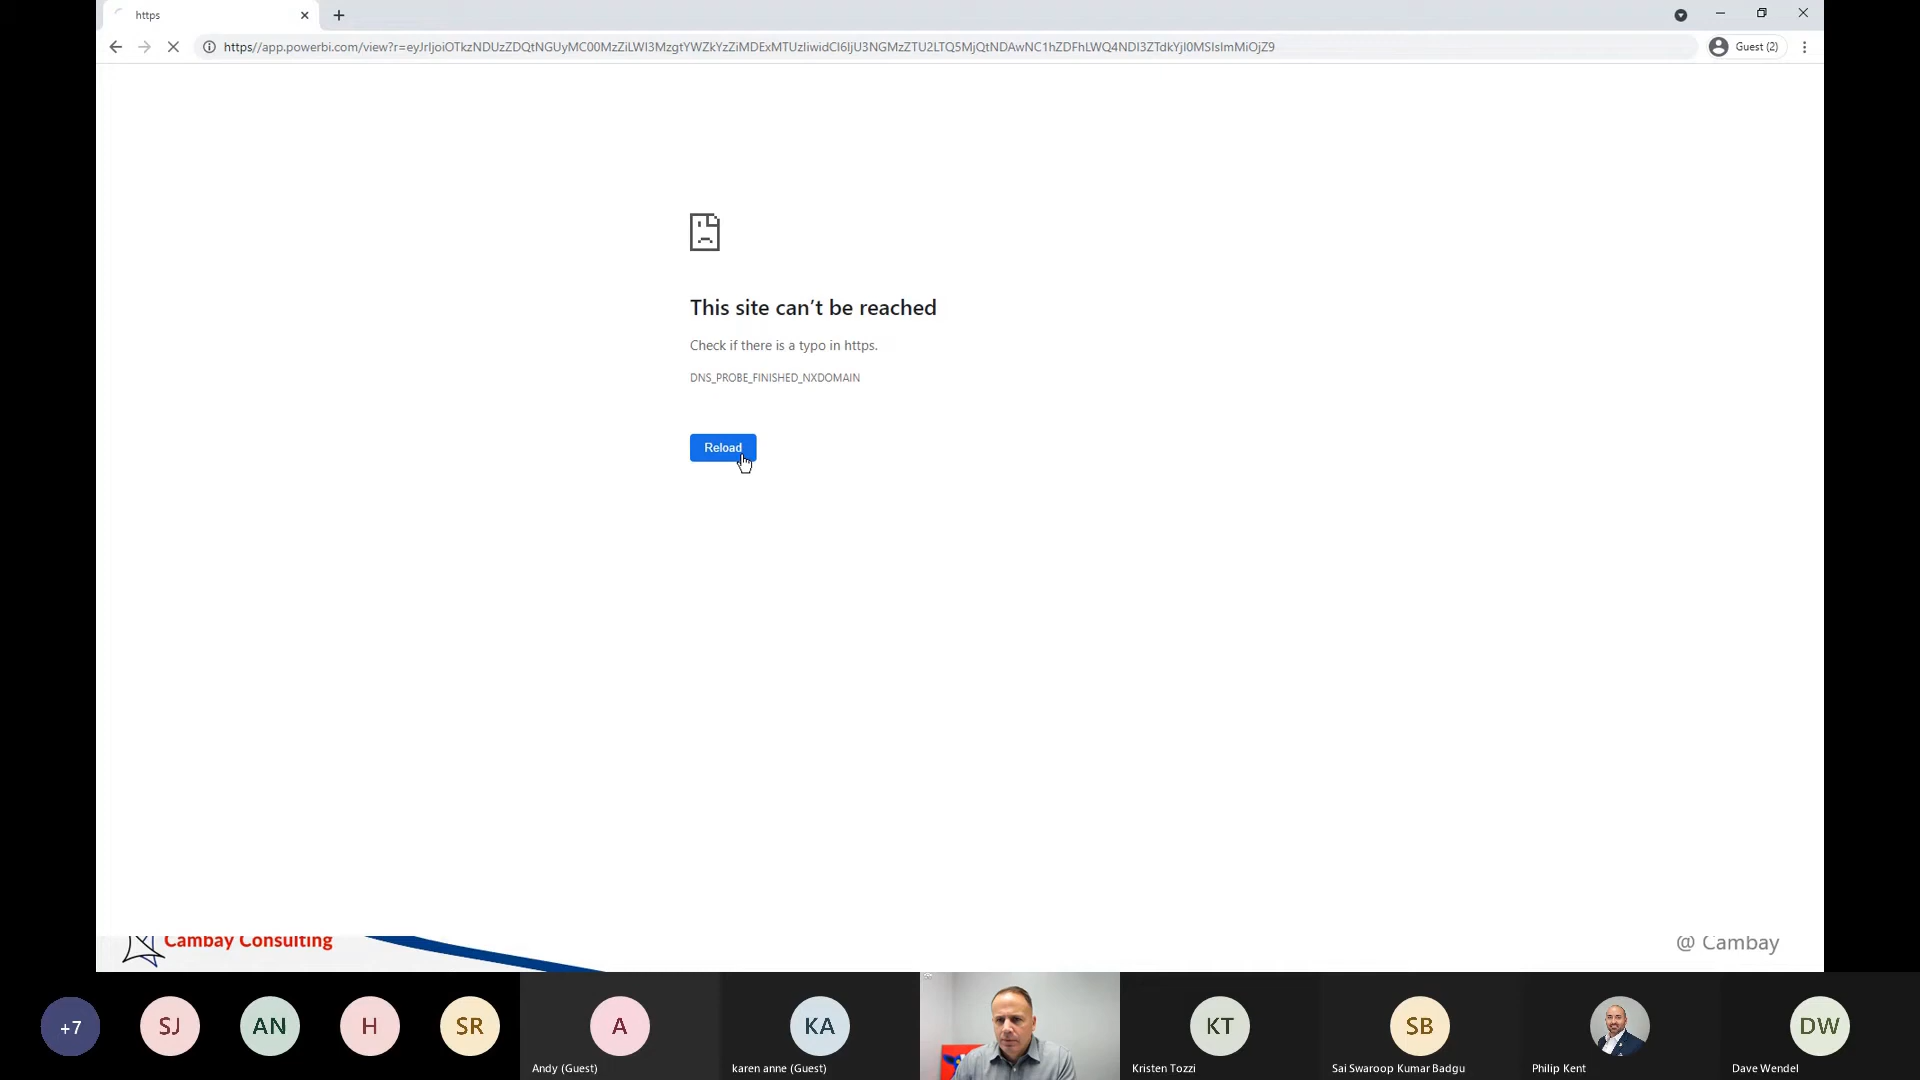 https
https//app.powerbi.com/view?r=eyJrIjoiOTkzNDUzZDQtNGUyMC00MzZiLWI3MzgtYWZkYzZiMDExMTUzIiwidCI6IjU3NGMzZTU2LTQ5MjQtNDAwNC1hZDFhLWQ4NDI3ZTdkYjI0MSIsImMiOjZ9
Guest (2)
This site can't be reached
Check if there is a typo in https.
DNS_PROBE_FINISHED_NXDOMAIN
Reload
Cambay Consulting
@ Cambay
+7
SJ
AN
H
SR
A
KA
KT
SB
DW
Andy (Guest)
karen anne (Guest)
Kristen Tozzi
Sai Swaroop Kumar Badgu
Philip Kent
Dave Wendel